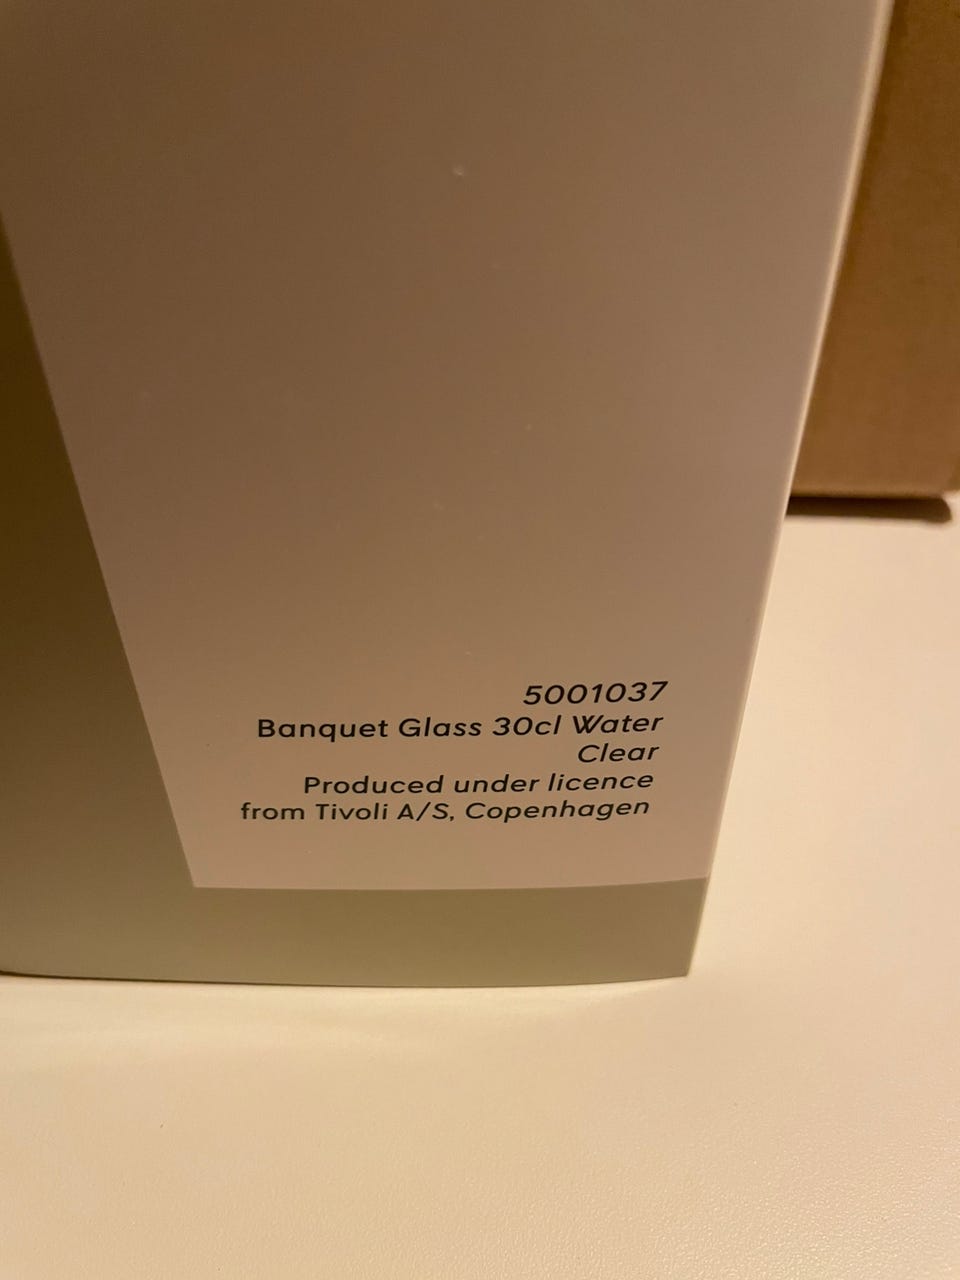 5001037
Banquet Glass 30cl Water
Clear
Produced under licence
from Tivoli A/S, Copenhagen